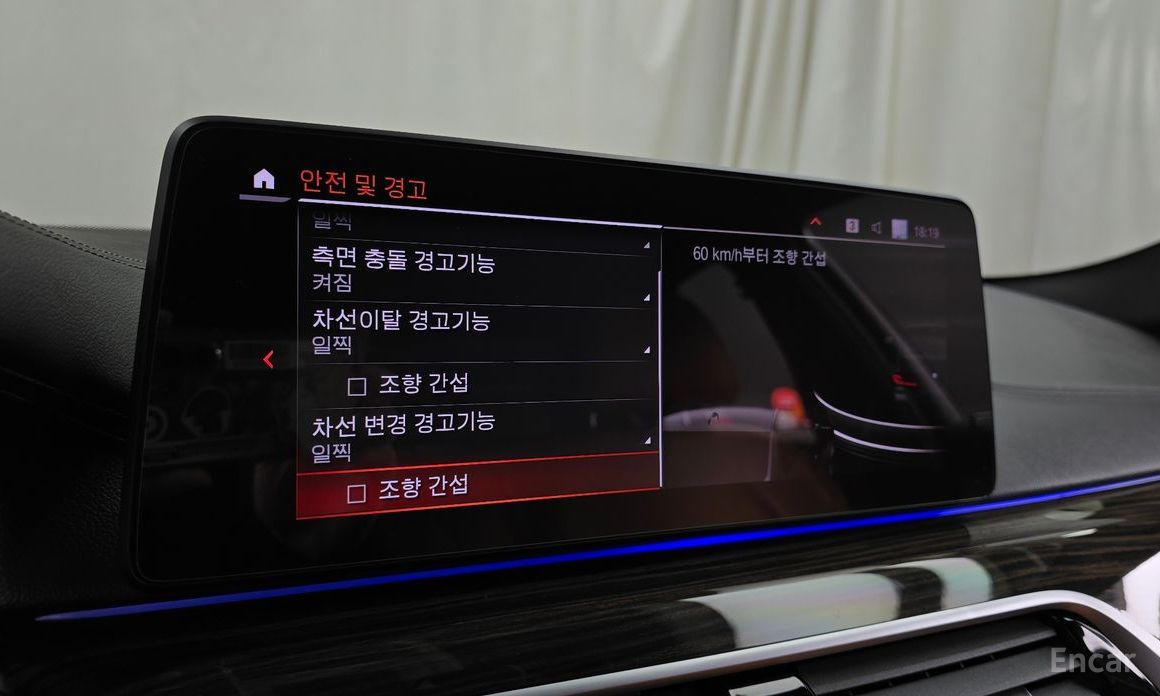 안전 및 경고
3
18:19
일찍
측면 충돌 경고기능
켜짐
차선이탈 경고기능
일찍
조향 간섭
차선 변경 경고기능
일찍
조향 간섭
60 km/h부터 조향 간섭
Encar